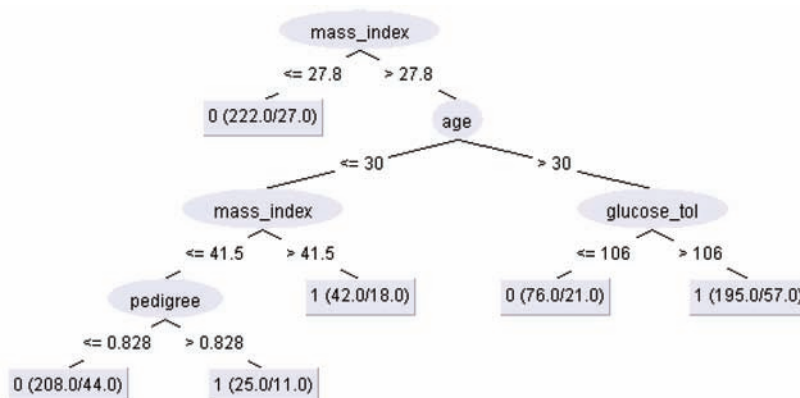 mass_index
<= 27.8 > 27.8
0 (222.0/27.0)
age
<= 30 > 30
mass_index glucose_tol
<= 41.5 > 41.5 <= 106 > 106
pedigree 1 (42.0/18.0) 0 (76.0/21.0) 1 (195.0/57.0)
<= 0.828 > 0.828
0 (208.0/44.0) 1 (25.0/11.0)